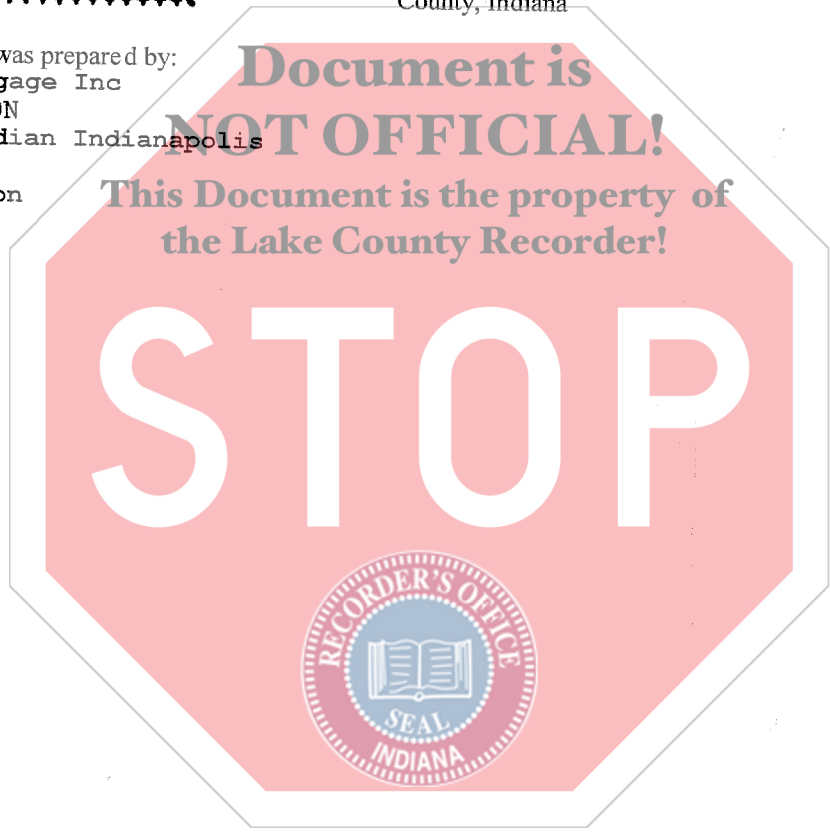 County, Indiana
was prepared by:
gage Inc
ON
dian Indianapolis
on
Document is
NOT OFFICIAL!
This Document is the property of
the Lake County Recorder!
STOP
RECORDER'S OFFICE
SEAL
INDIANA